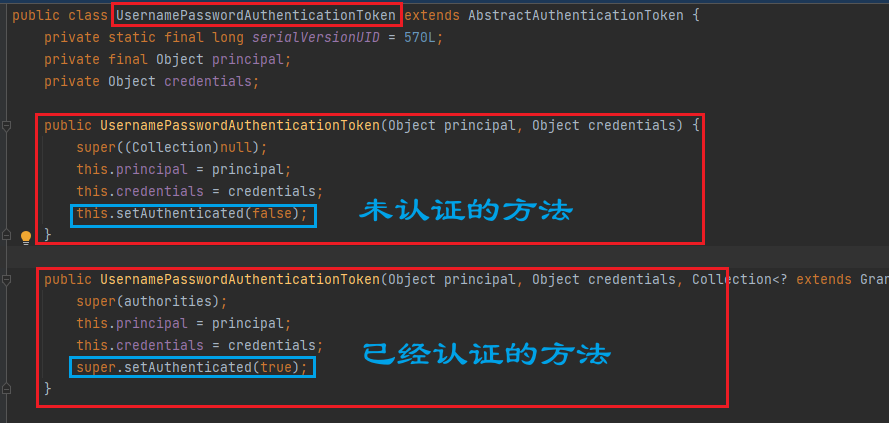 public class UsernamePasswordAuthenticationToken extends AbstractAuthenticationToken {
private static final long serialVersionUID = 570L;
private final Object principal;
private Object credentials;
public UsernamePasswordAuthenticationToken(Object principal, Object credentials) {
super((Collection)null);
this.principal = principal;
this.credentials = credentials;
this.setAuthenticated(false);
未认证的方法
}
public UsernamePasswordAuthenticationToken(Object principal, Object credentials, Collection<? extends Gran
super(authorities);
this.principal = principal;
this.credentials = credentials;
已经认证的方法
super.setAuthenticated(true);
}